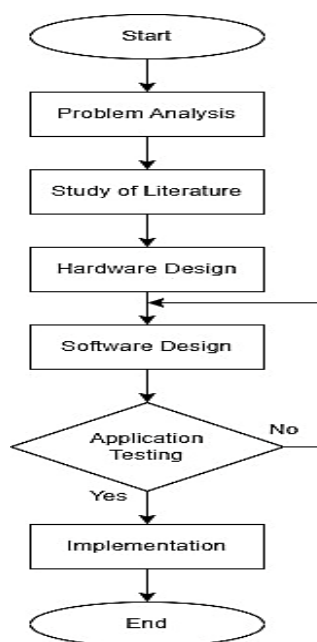 Start
Problem Analysis
Study of Literature
Hardware Design
Software Design
Application
Testing
No
Yes
Implementation
End